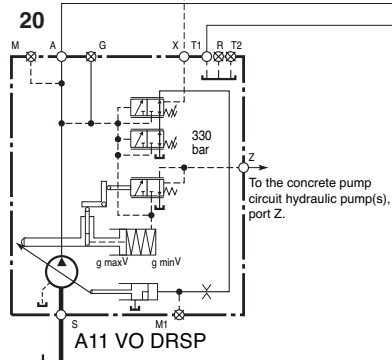 20
M A G X T1 R T2
330
bar
Z
To the concrete pump
circuit hydraulic pump(s),
port Z.
g maxV g minV
S M1
A11 VO DRSP